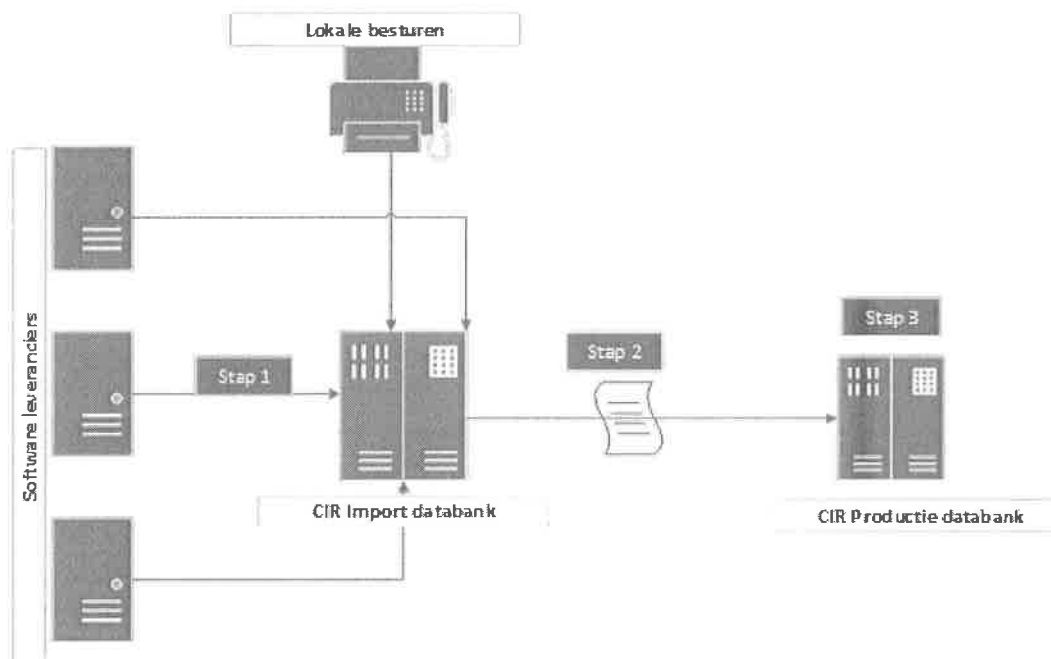 Lokale besturen
Software leveranciers
Stap 1
Stap 2
Stap 3
CIR Import databank
CIR Productie databank